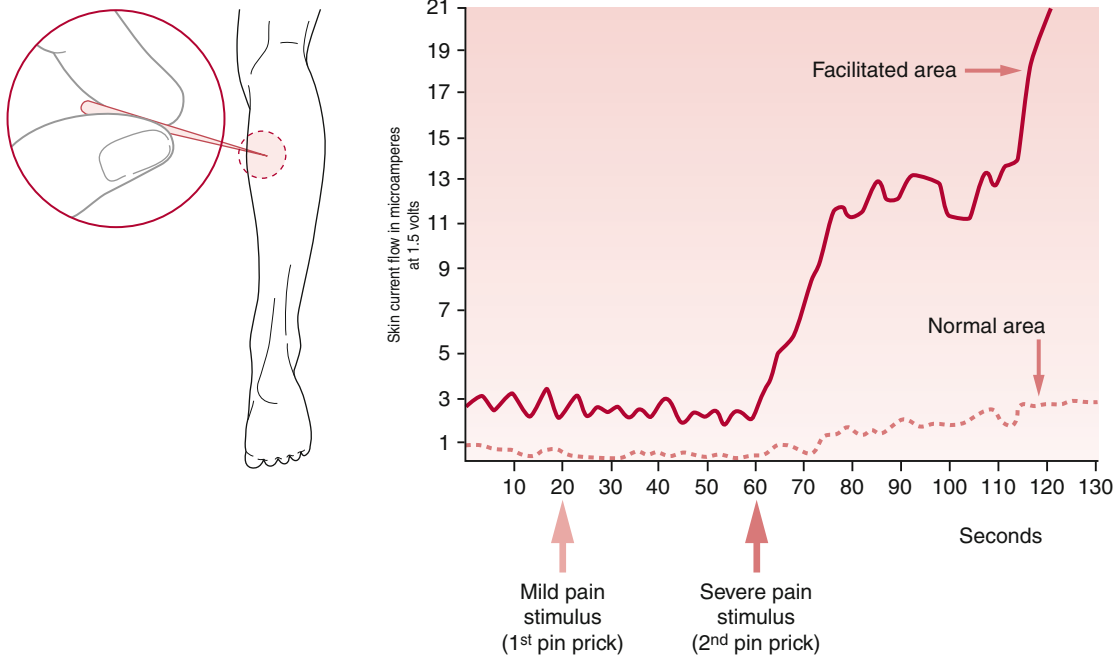 21
19
17
15
13
11
9
7
5
3
1
Skin current flow in microamperes
at 1.5 volts
Facilitated area
Normal area
10 20 30 40 50 60 70 80 90 100 110 120 130
Seconds
Mild pain
stimulus
(1st pin prick)
Severe pain
stimulus
(2nd pin prick)